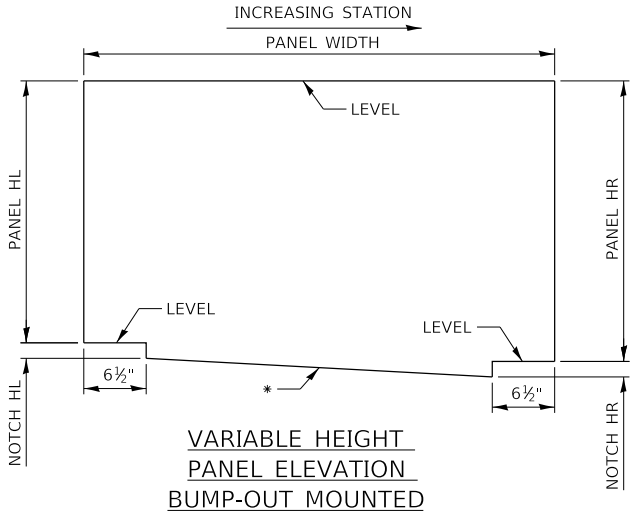 INCREASING STATION
PANEL WIDTH
LEVEL
PANEL HL
PANEL HR
LEVEL
LEVEL
6½"
*
6½"
NOTCH HL
NOTCH HR
VARIABLE HEIGHT
PANEL ELEVATION
BUMP-OUT MOUNTED